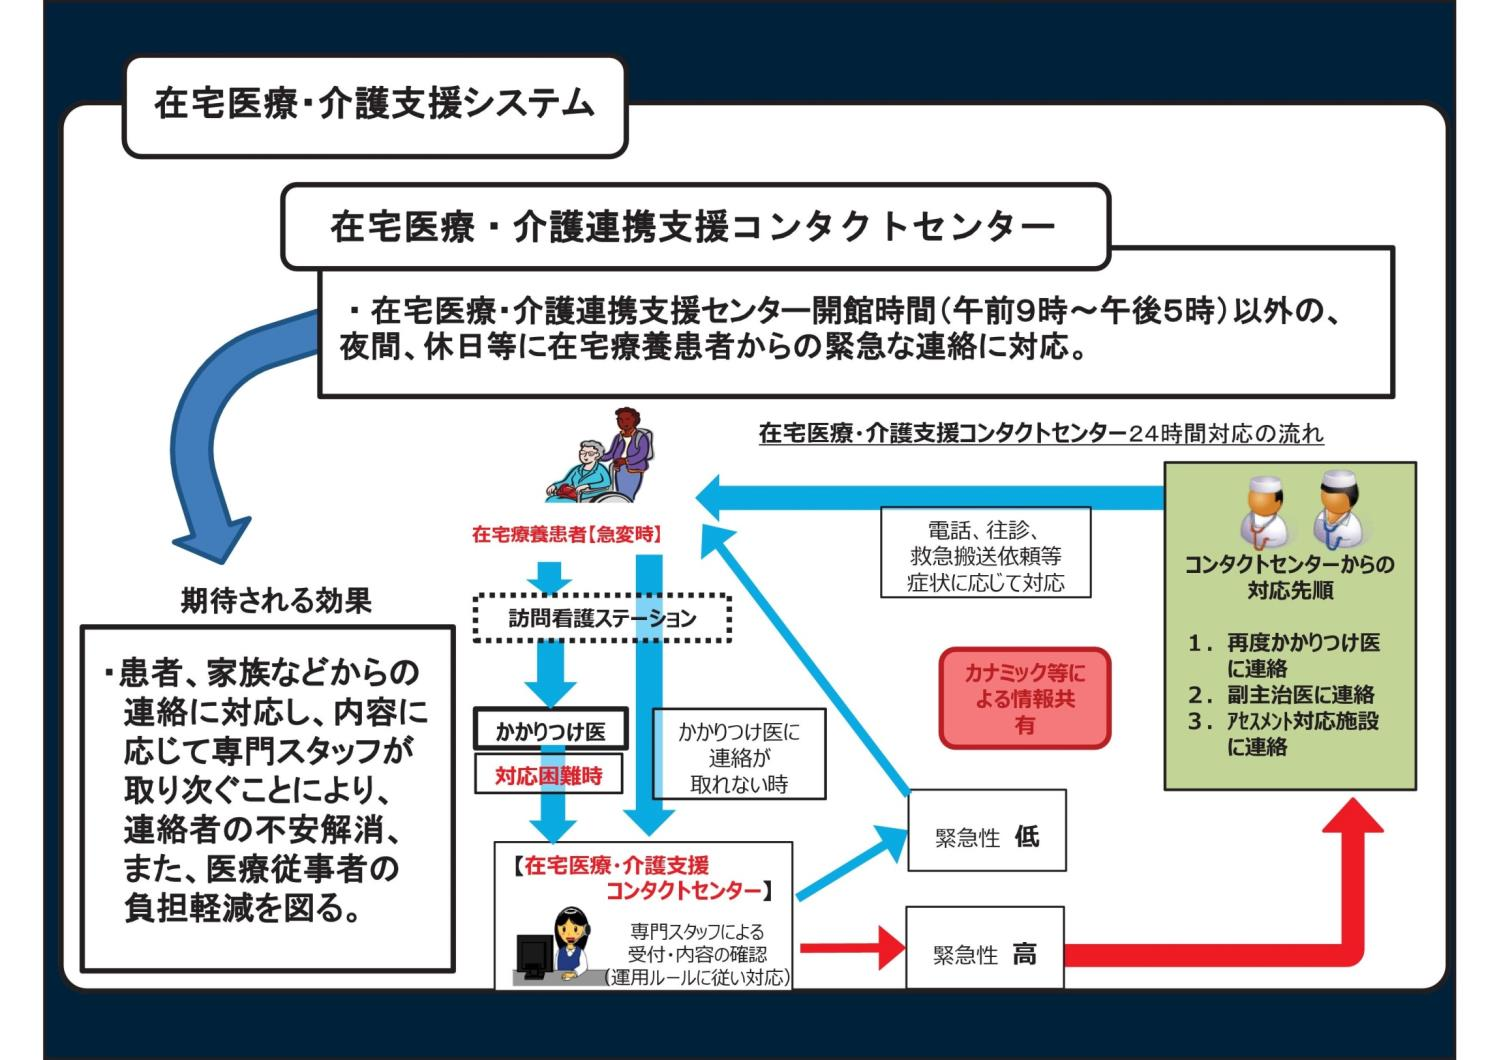 在宅医療・介護支援システム
在宅医療・介護連携支援コンタクトセンター
・在宅医療・介護連携支援センター開館時間（午前９時～午後５時）以外の、
夜間、休日等に在宅療養患者からの緊急な連絡に対応。
在宅医療・介護支援コンタクトセンター24時間対応の流れ
在宅療養患者【急変時】
訪問看護ステーション
かかりつけ医
対応困難時
かかりつけ医に
連絡が
取れない時
【在宅医療・介護支援
コンタクトセンター】
専門スタッフによる
受付・内容の確認
（運用ルールに従い対応）
緊急性 低
緊急性 高
電話、往診、
救急搬送依頼等
症状に応じて対応
カナミック等に
よる情報共
有
コンタクトセンターからの
対応先順
１．再度かかりつけ医
に連絡
２．副主治医に連絡
３．ｱｾｽﾒﾝﾄ対応施設
に連絡
期待される効果
・患者、家族などからの
連絡に対応し、内容に
応じて専門スタッフが
取り次ぐことにより、
連絡者の不安解消、
また、医療従事者の
負担軽減を図る。